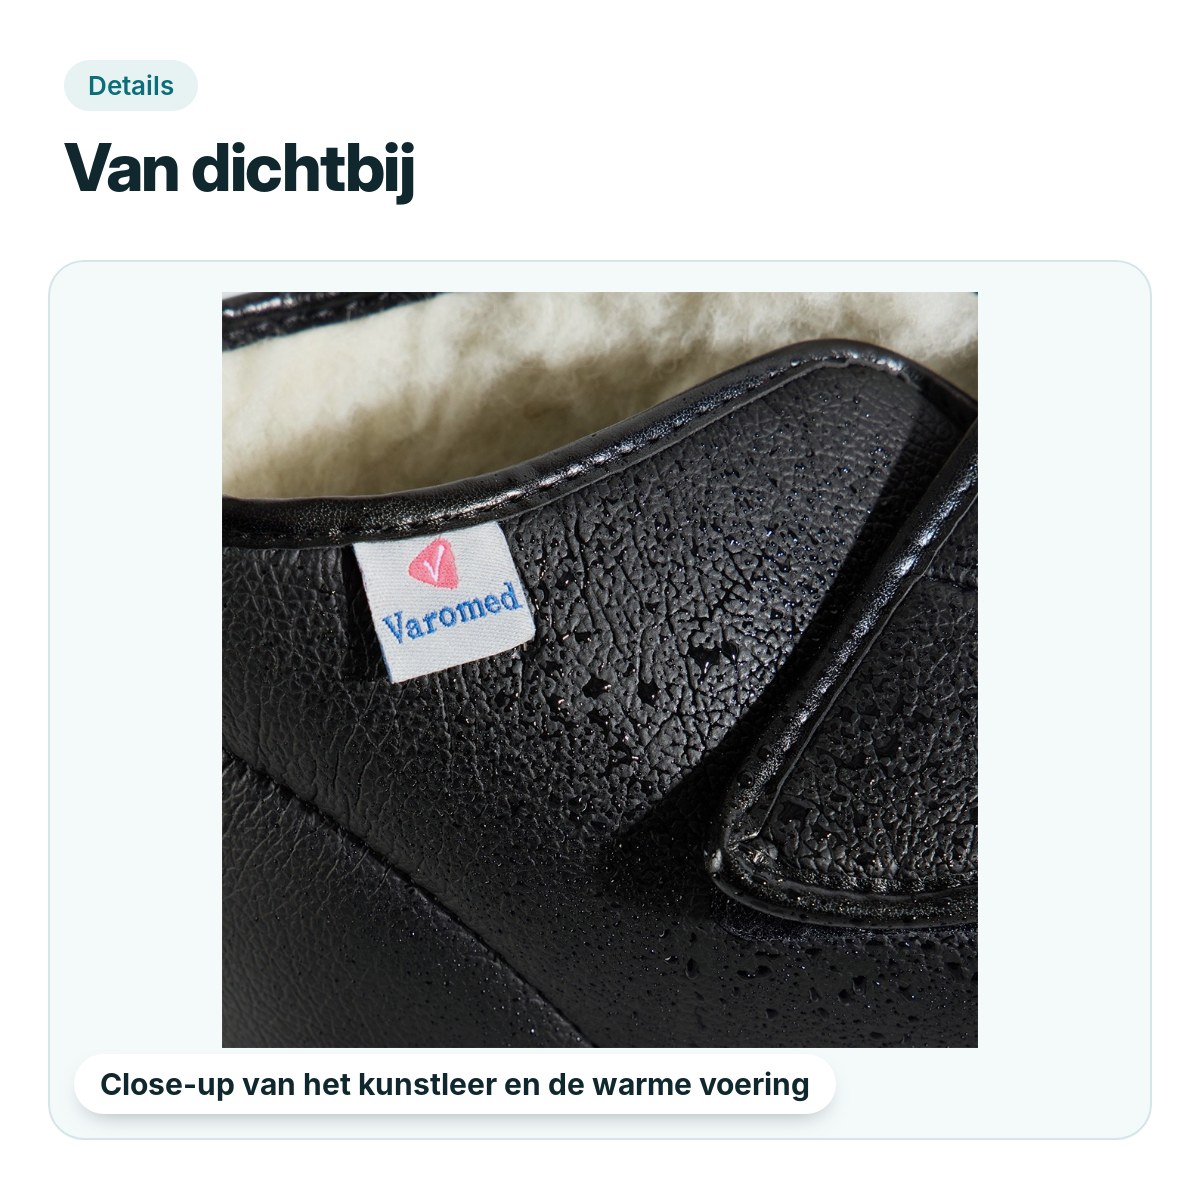 Details
Van dichtbij
Varomed
Close-up van het kunstleer en de warme voering